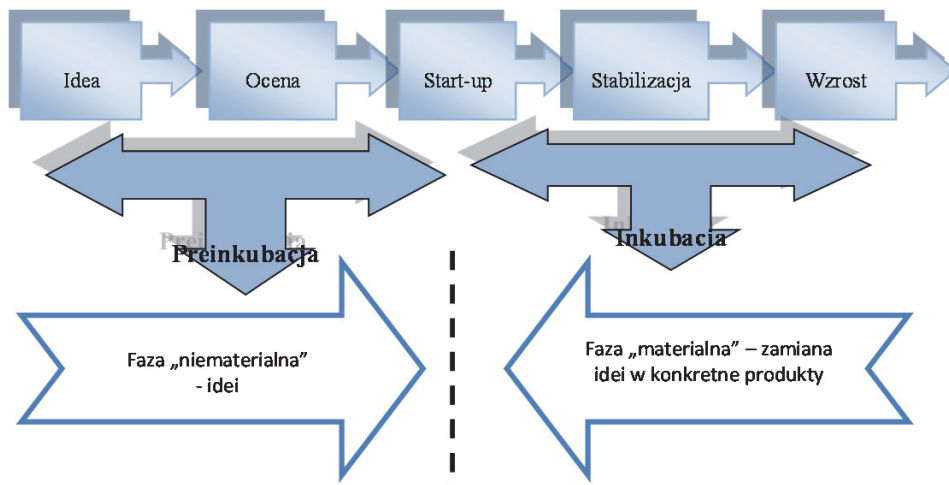 Idea
Ocena
Start-up
Stabilizacja
Wzrost
Preinkubacja
Inkubacja
Faza „niematerialna”
- idei
Faza „materialna” – zamiana
idei w konkretne produkty